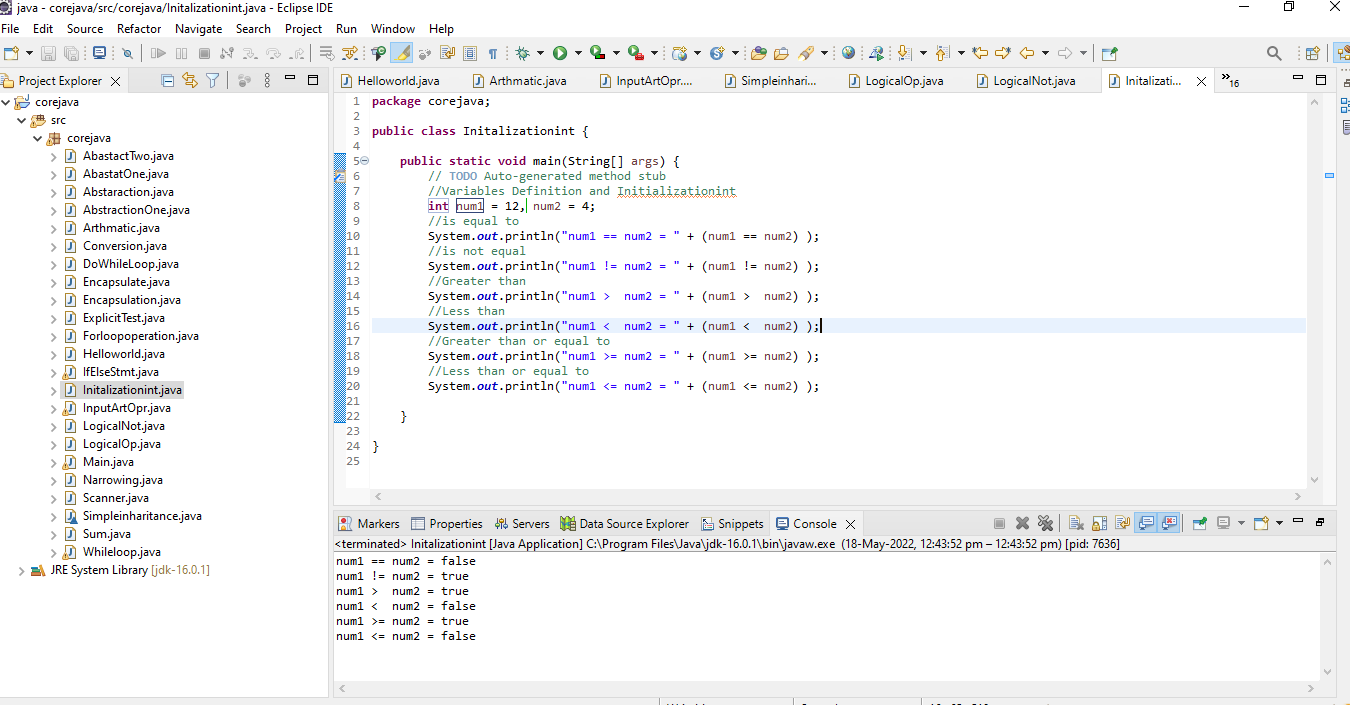 java - corejava/src/corejava/Initalizationint.java - Eclipse IDE
File Edit Source Refactor Navigate Search Project Run Window Help
Project Explorer
corejava
src
corejava
AbastactTwo.java
AbastatOne.java
Abstaraction.java
AbstractionOne.java
Arthmatic.java
Conversion.java
DoWhileLoop.java
Encapsulate.java
Encapsulation.java
ExplicitTest.java
Forloopoperation.java
Helloworld.java
IfElseStmt.java
Initalizationint.java
InputArtOpr.java
LogicalNot.java
LogicalOp.java
Main.java
Narrowing.java
Scanner.java
Simpleinharitance.java
Sum.java
Whileloop.java
JRE System Library [jdk-16.0.1]
Helloworld.java Arthmatic.java InputArtOpr.... Simpleinhari... LogicalOp.java LogicalNot.java Initalizati... »16
1 package corejava;
2
3 public class Initalizationint {
4
5 public static void main(String[] args) {
6 // TODO Auto-generated method stub
7 //Variables Definition and Initializationint
8 int num1 = 12, num2 = 4;
9 //is equal to
10 System.out.println("num1 == num2 = " + (num1 == num2) );
11 //is not equal
12 System.out.println("num1 != num2 = " + (num1 != num2) );
13 //Greater than
14 System.out.println("num1 >  num2 = " + (num1 >  num2) );
15 //Less than
16 System.out.println("num1 <  num2 = " + (num1 <  num2) );
17 //Greater than or equal to
18 System.out.println("num1 >= num2 = " + (num1 >= num2) );
19 //Less than or equal to
20 System.out.println("num1 <= num2 = " + (num1 <= num2) );
21
22 }
23
24 }
25
Markers Properties Servers Data Source Explorer Snippets Console
<terminated> Initalizationint [Java Application] C:\Program Files\Java\jdk-16.0.1\bin\javaw.exe (18-May-2022, 12:43:52 pm – 12:43:52 pm) [pid: 7636]
num1 == num2 = false
num1 != num2 = true
num1 >  num2 = true
num1 <  num2 = false
num1 >= num2 = true
num1 <= num2 = false